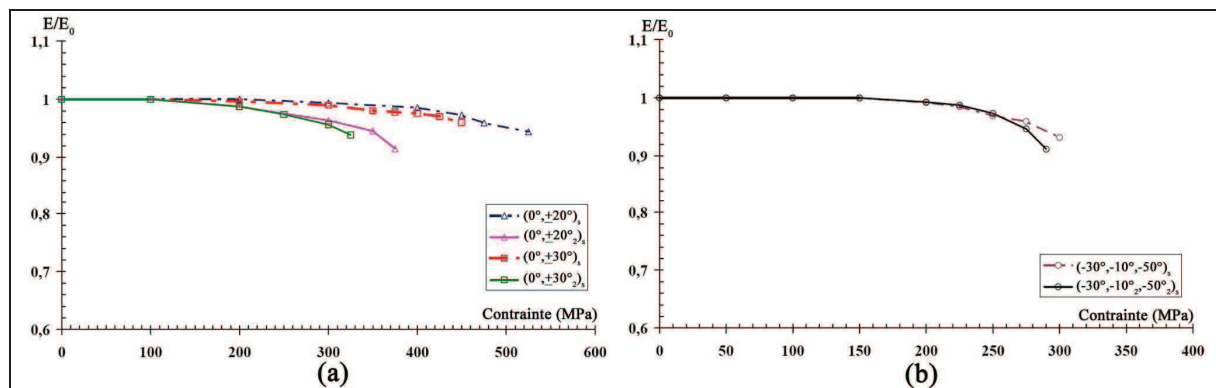 E/E0
1,1
1
0,9
0,8
0,7
0,6
(0°,±20°)s
(0°,±20°2)s
(0°,±30°)s
(0°,±30°2)s
Contrainte (MPa)
0 100 200 300 400 500 600
(a)
E/E0
1,1
1
0,9
0,8
0,7
0,6
(-30°,-10°,-50°)s
(-30°,-10°2,-50°2)s
Contrainte (MPa)
0 50 100 150 200 250 300 350 400
(b)